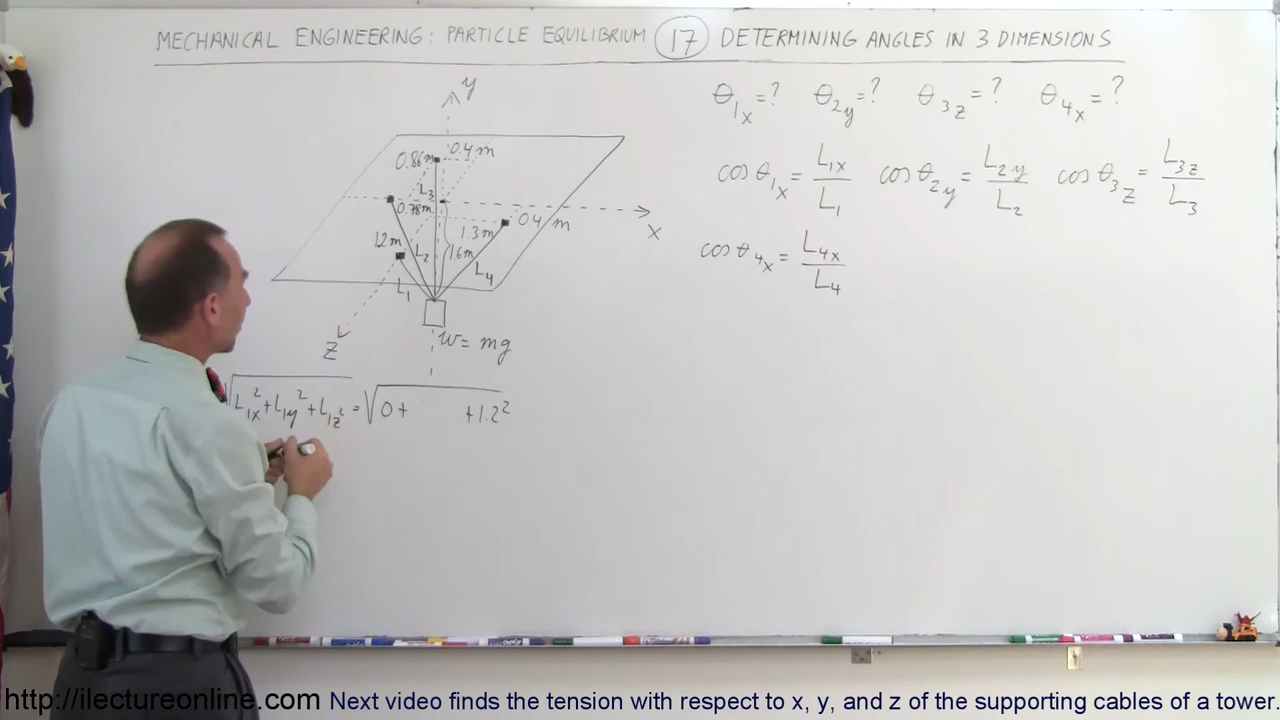 MECHANICAL ENGINEERING: PARTICLE EQUILIBRIUM 17 DETERMINING ANGLES IN 3 DIMENSIONS
θ1x=? θ2y=? θ3z=? θ4x=?
cos θ1x = L1x/L1 cos θ2y = L2y/L2 cos θ3z = L3z/L3
cos θ4x = L4x/L4
y
0.86m 0.4m
L3
0.78m
0.4 m
x
1.3m
1.2m
L2
1.6m
L4
L1
W = mg
Z
√L1x²+L1y²+L1z² = √0+ +1.2²
http://ilectureonline.com Next video finds the tension with respect to x, y, and z of the supporting cables of a tower.